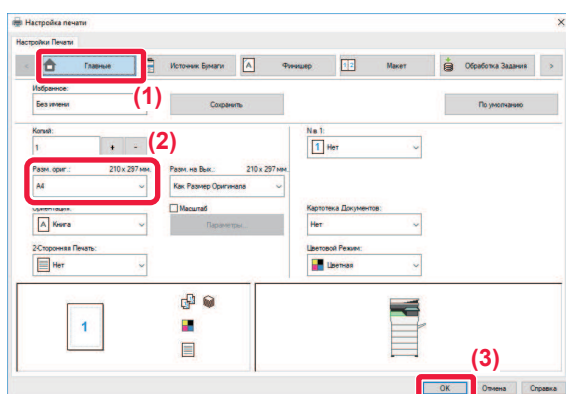 Настройка печати
Настройки Печати
Главные
Источник Бумаги
Финишер
Макет
Обработка Задания
(1)
Избранное:
Без имени
Сохранить
По умолчанию
(2)
Копий:
1
+ -
N в 1:
1 Нет
Разм. ориг.: 210 x 297 мм.
A4
Разм. на Вых.: 210 x 297 мм.
Как Размер Оригинала
Ориентация:
A Книга
Масштаб
Параметры...
Картотека Документов:
Нет
2-Сторонняя Печать:
Нет
Цветовой Режим:
Цветная
1
(3)
OK
Отмена
Справка